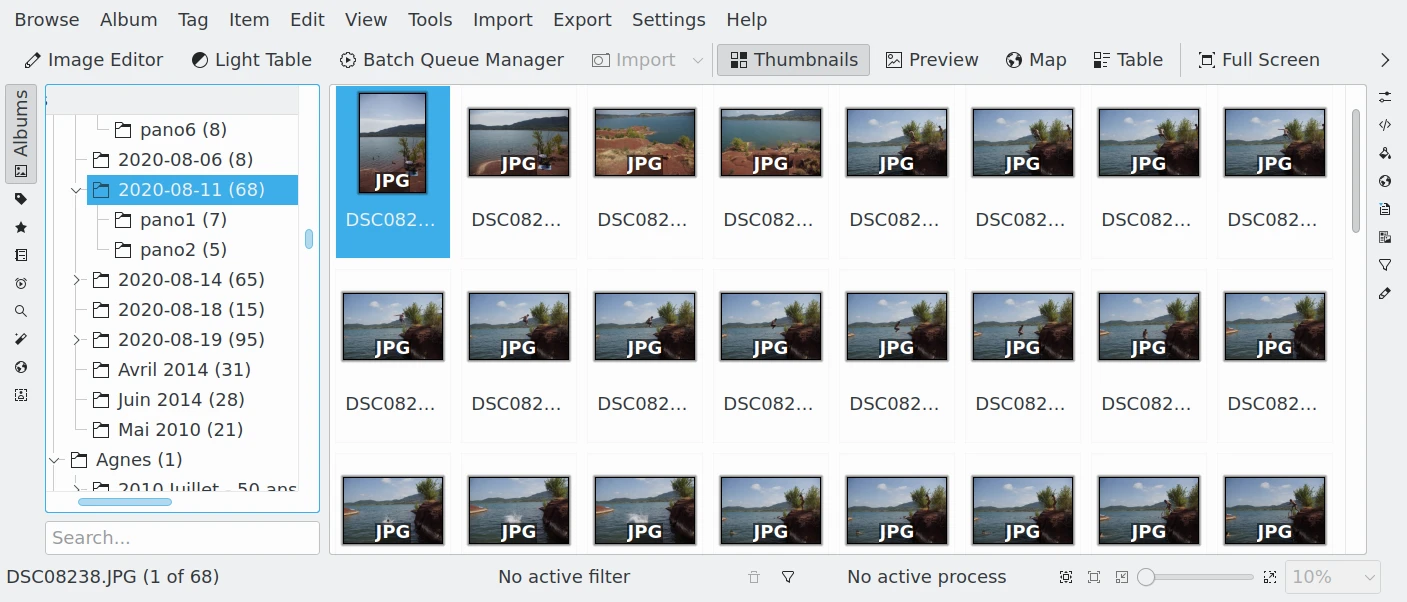 Browse Album Tag Item Edit View Tools Import Export Settings Help
Image Editor Light Table Batch Queue Manager Import Thumbnails Preview Map Table Full Screen
Albums
pano6 (8)
2020-08-06 (8)
2020-08-11 (68)
pano1 (7)
pano2 (5)
2020-08-14 (65)
2020-08-18 (15)
2020-08-19 (95)
Avril 2014 (31)
Juin 2014 (28)
Mai 2010 (21)
Agnes (1)
2010 Juillet - 50 ans
Search...
JPG JPG JPG JPG JPG JPG JPG JPG
DSC082... DSC082... DSC082... DSC082... DSC082... DSC082... DSC082... DSC082...
JPG JPG JPG JPG JPG JPG JPG JPG
DSC082... DSC082... DSC082... DSC082... DSC082... DSC082... DSC082... DSC082...
JPG JPG JPG JPG JPG JPG JPG JPG
DSC08238.JPG (1 of 68) No active filter No active process 10%